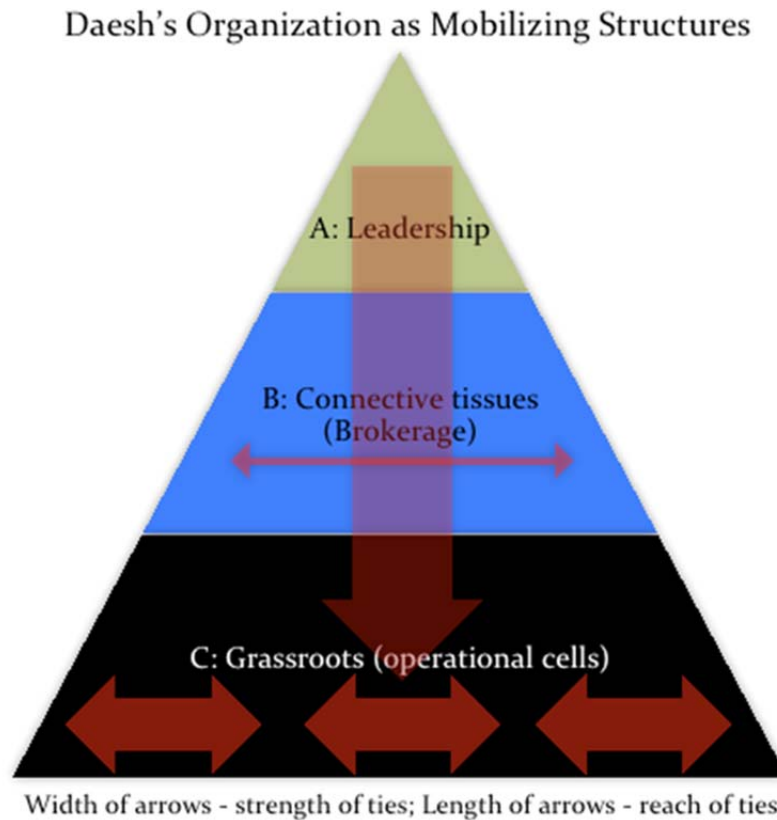 Daesh's Organization as Mobilizing Structures
A: Leadership
B: Connective tissues
(Brokerage)
C: Grassroots (operational cells)
Width of arrows - strength of ties; Length of arrows - reach of ties